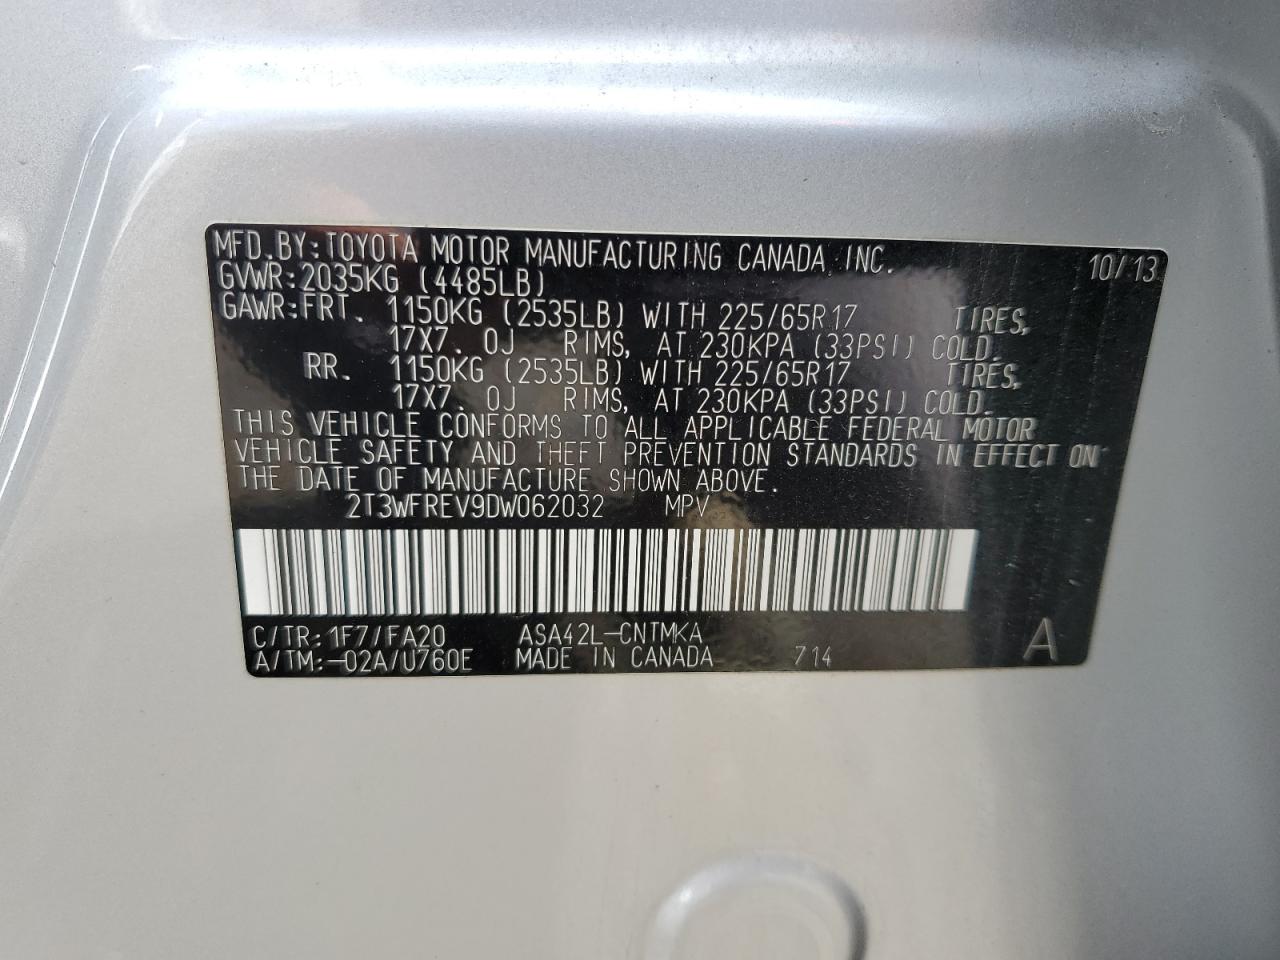 MFD.BY:TOYOTA MOTOR MANUFACTURING CANADA INC. 10/13
GVWR:2035KG (4485LB)
GAWR:FRT. 1150KG (2535LB) WITH 225/65R17 TIRES,
17X7. 0J RIMS, AT 230KPA (33PSI) COLD.
RR. 1150KG (2535LB) WITH 225/65R17 TIRES,
17X7. 0J RIMS, AT 230KPA (33PSI) COLD.
THIS VEHICLE CONFORMS TO ALL APPLICABLE FEDERAL MOTOR
VEHICLE SAFETY AND THEFT PREVENTION STANDARDS IN EFFECT ON
THE DATE OF MANUFACTURE SHOWN ABOVE.
2T3WFREV9DW062032 MPV
C/TR:1F7/FA20 ASA42L-CNTMKA A
A/TM:-02A/U760E MADE IN CANADA 714